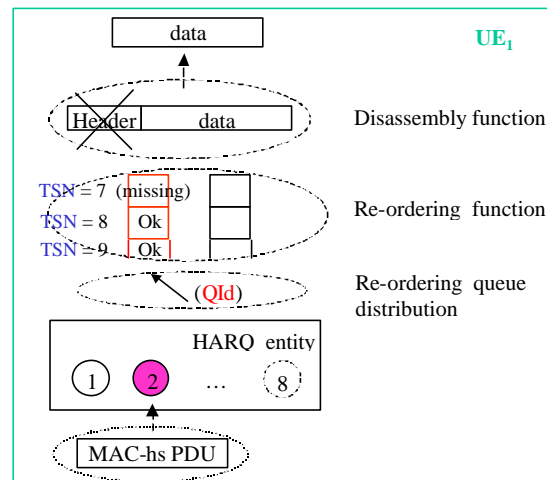 data
UE1
Header data
Disassembly function
TSN = 7 (missing)
TSN = 8 Ok
TSN = 9 Ok
Re-ordering function
(QId)
Re-ordering queue
distribution
HARQ entity
1 2 … 8
MAC-hs PDU